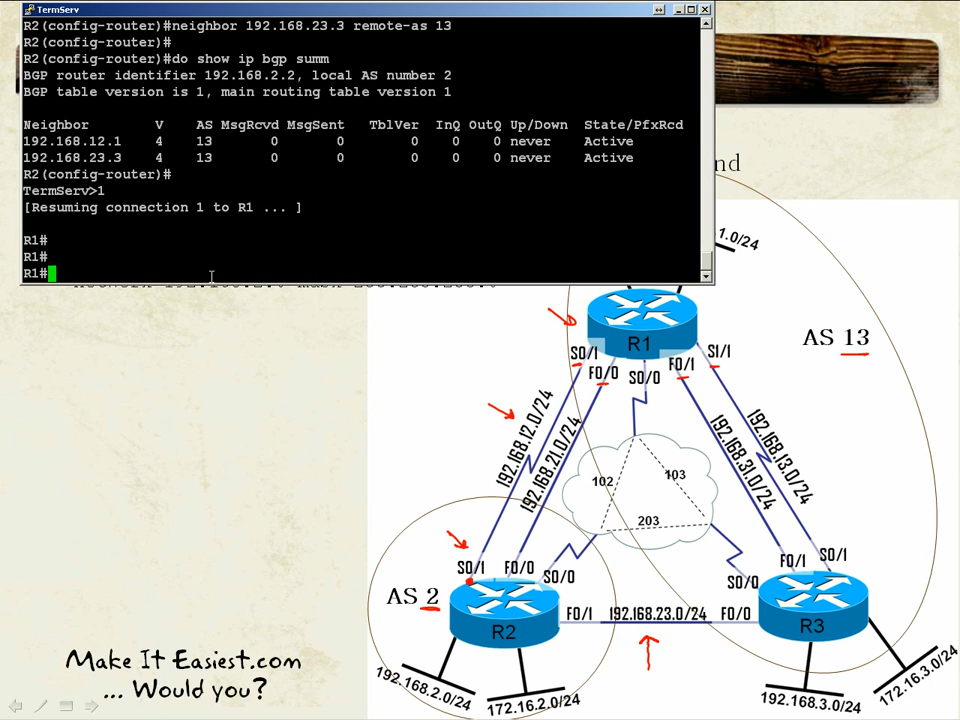 TermServ
R2(config-router)#neighbor 192.168.23.3 remote-as 13
R2(config-router)#
R2(config-router)#do show ip bgp summ
BGP router identifier 192.168.2.2, local AS number 2
BGP table version is 1, main routing table version 1
Neighbor V AS MsgRcvd MsgSent TblVer InQ OutQ Up/Down State/PfxRcd
192.168.12.1 4 13 0 0 0 0 0 never Active
192.168.23.3 4 13 0 0 0 0 0 never Active
R2(config-router)#
TermServ>1
[Resuming connection 1 to R1 ... ]
R1#
R1#
R1#
nd
1.0/24
R1
AS 13
S0/1
F0/0
S0/0
F0/1
S1/1
192.168.12.0/24
192.168.21.0/24
192.168.31.0/24
192.168.13.0/24
102
103
203
S0/1
F0/0
S0/0
S0/0
F0/1
S0/1
AS 2
R2
F0/1
192.168.23.0/24
F0/0
R3
192.168.2.0/24
172.16.2.0/24
192.168.3.0/24
172.16.3.0/24
Make It Easiest.com
... Would you?